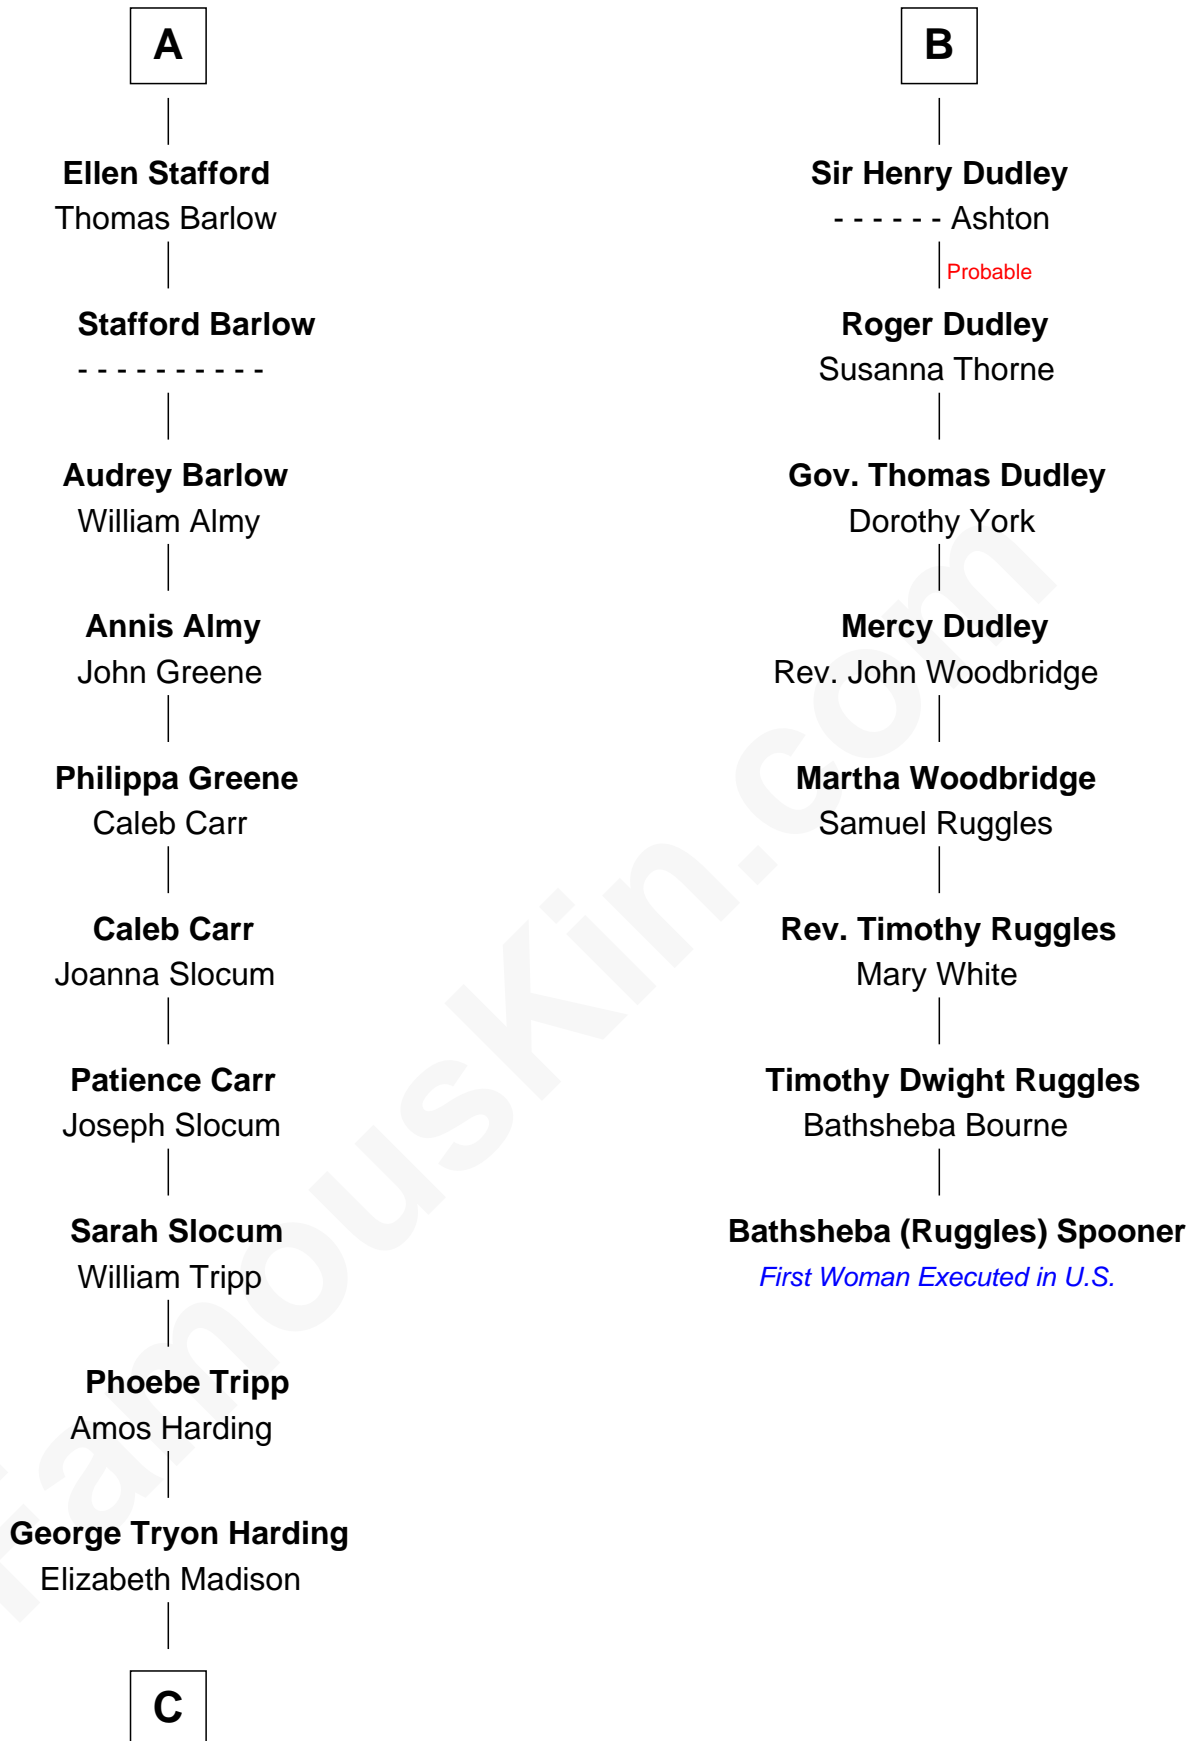 A
Ellen Stafford
Thomas Barlow
Stafford Barlow
- - - - - - - - - -
Audrey Barlow
William Almy
Annis Almy
John Greene
Philippa Greene
Caleb Carr
Caleb Carr
Joanna Slocum
Patience Carr
Joseph Slocum
Sarah Slocum
William Tripp
Phoebe Tripp
Amos Harding
George Tryon Harding
Elizabeth Madison
C
B
Sir Henry Dudley
- - - - - - Ashton
Probable
Roger Dudley
Susanna Thorne
Gov. Thomas Dudley
Dorothy York
Mercy Dudley
Rev. John Woodbridge
Martha Woodbridge
Samuel Ruggles
Rev. Timothy Ruggles
Mary White
Timothy Dwight Ruggles
Bathsheba Bourne
Bathsheba (Ruggles) Spooner
First Woman Executed in U.S.
FamousKin.com